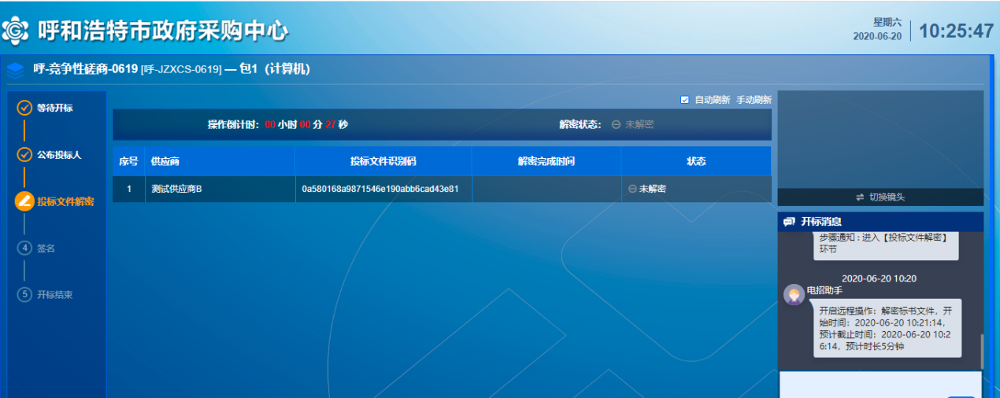 呼和浩特市政府采购中心
星期六
2020-06-20
10:25:47
呼-竞争性磋商-0619 [呼-JZXCS-0619] — 包1（计算机）
等待开标
公布投标人
投标文件解密
4 签名
5 开标结束
自动刷新 手动刷新
操作倒计时：00 小时 00 分 27 秒 解密状态： 未解密
序号 供应商 投标文件识别码 解密完成时间 状态
1 测试供应商B 0a580168a9871546e190abb6cad43e81 未解密
切换镜头
开标消息
步骤通知：进入【投标文件解密】
环节
2020-06-20 10:20
电招助手
开启远程操作：解密标书文件，开
始时间：2020-06-20 10:21:14，
预计截止时间：2020-06-20 10:2
6:14，预计时长5分钟